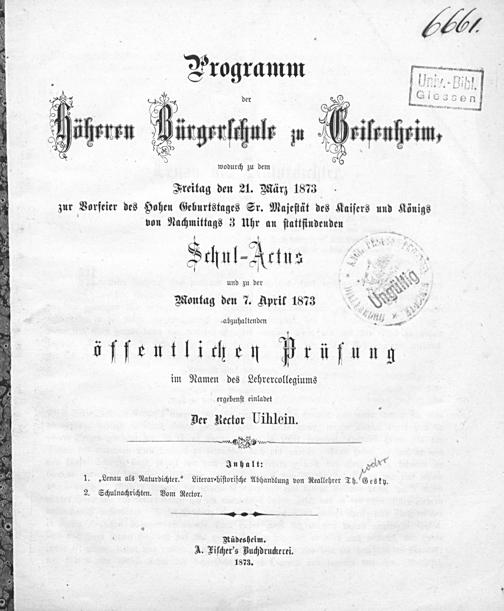 6661.
Univ.-Bibl.
Giessen
Programm
der
Höheren Bürgerschule zu Geisenheim,
wodurch zu dem
Freitag den 21. März 1873
zur Vorfeier des Hohen Geburtstages Sr. Majestät des Kaisers und Königs
von Nachmittags 3 Uhr an stattfindenden
Schul-Actus
und zu der
Montag den 7. April 1873
abzuhaltenden
Ungültig
öffentlichen Prüfung
im Namen des Lehrercollegiums
ergebenst einladet
Der Rector Uihlein.
Inhalt:
1. „Lenau als Naturdichter.“ Literar-historische Abhandlung von Reallehrer Th. Gesky.
2. Schulnachrichten. Vom Rector.
Rüdesheim.
A. Fischer's Buchdruckerei.
1873.